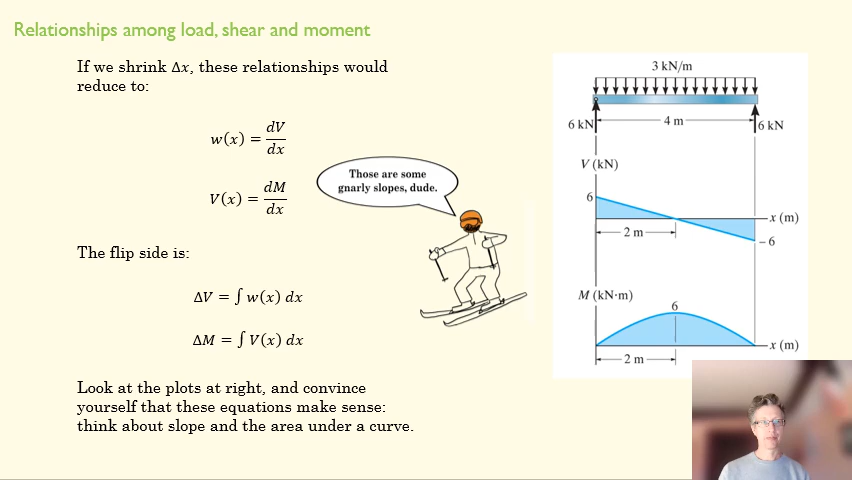 Relationships among load, shear and moment
If we shrink Δx, these relationships would
reduce to:
w(x) = dV/dx
V(x) = dM/dx
Those are some
gnarly slopes, dude.
The flip side is:
ΔV = ∫ w(x) dx
ΔM = ∫ V(x) dx
Look at the plots at right, and convince
yourself that these equations make sense:
think about slope and the area under a curve.
3 kN/m
6 kN
4 m
6 kN
V (kN)
6
x (m)
2 m
−6
M (kN·m)
6
x (m)
2 m